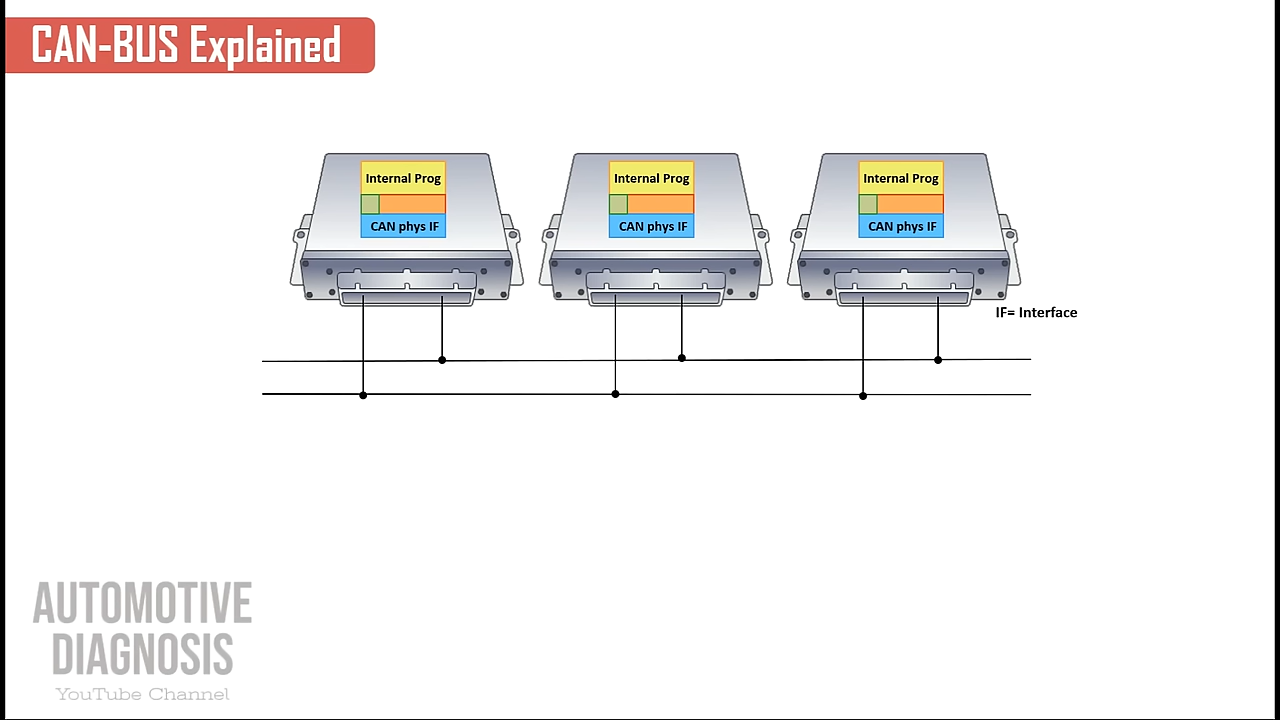 CAN-BUS Explained
Internal Prog
CAN phys IF
Internal Prog
CAN phys IF
Internal Prog
CAN phys IF
IF= Interface
AUTOMOTIVE
DIAGNOSIS
YouTube Channel